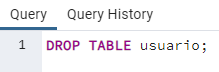 Query Query History
1 DROP TABLE usuario;